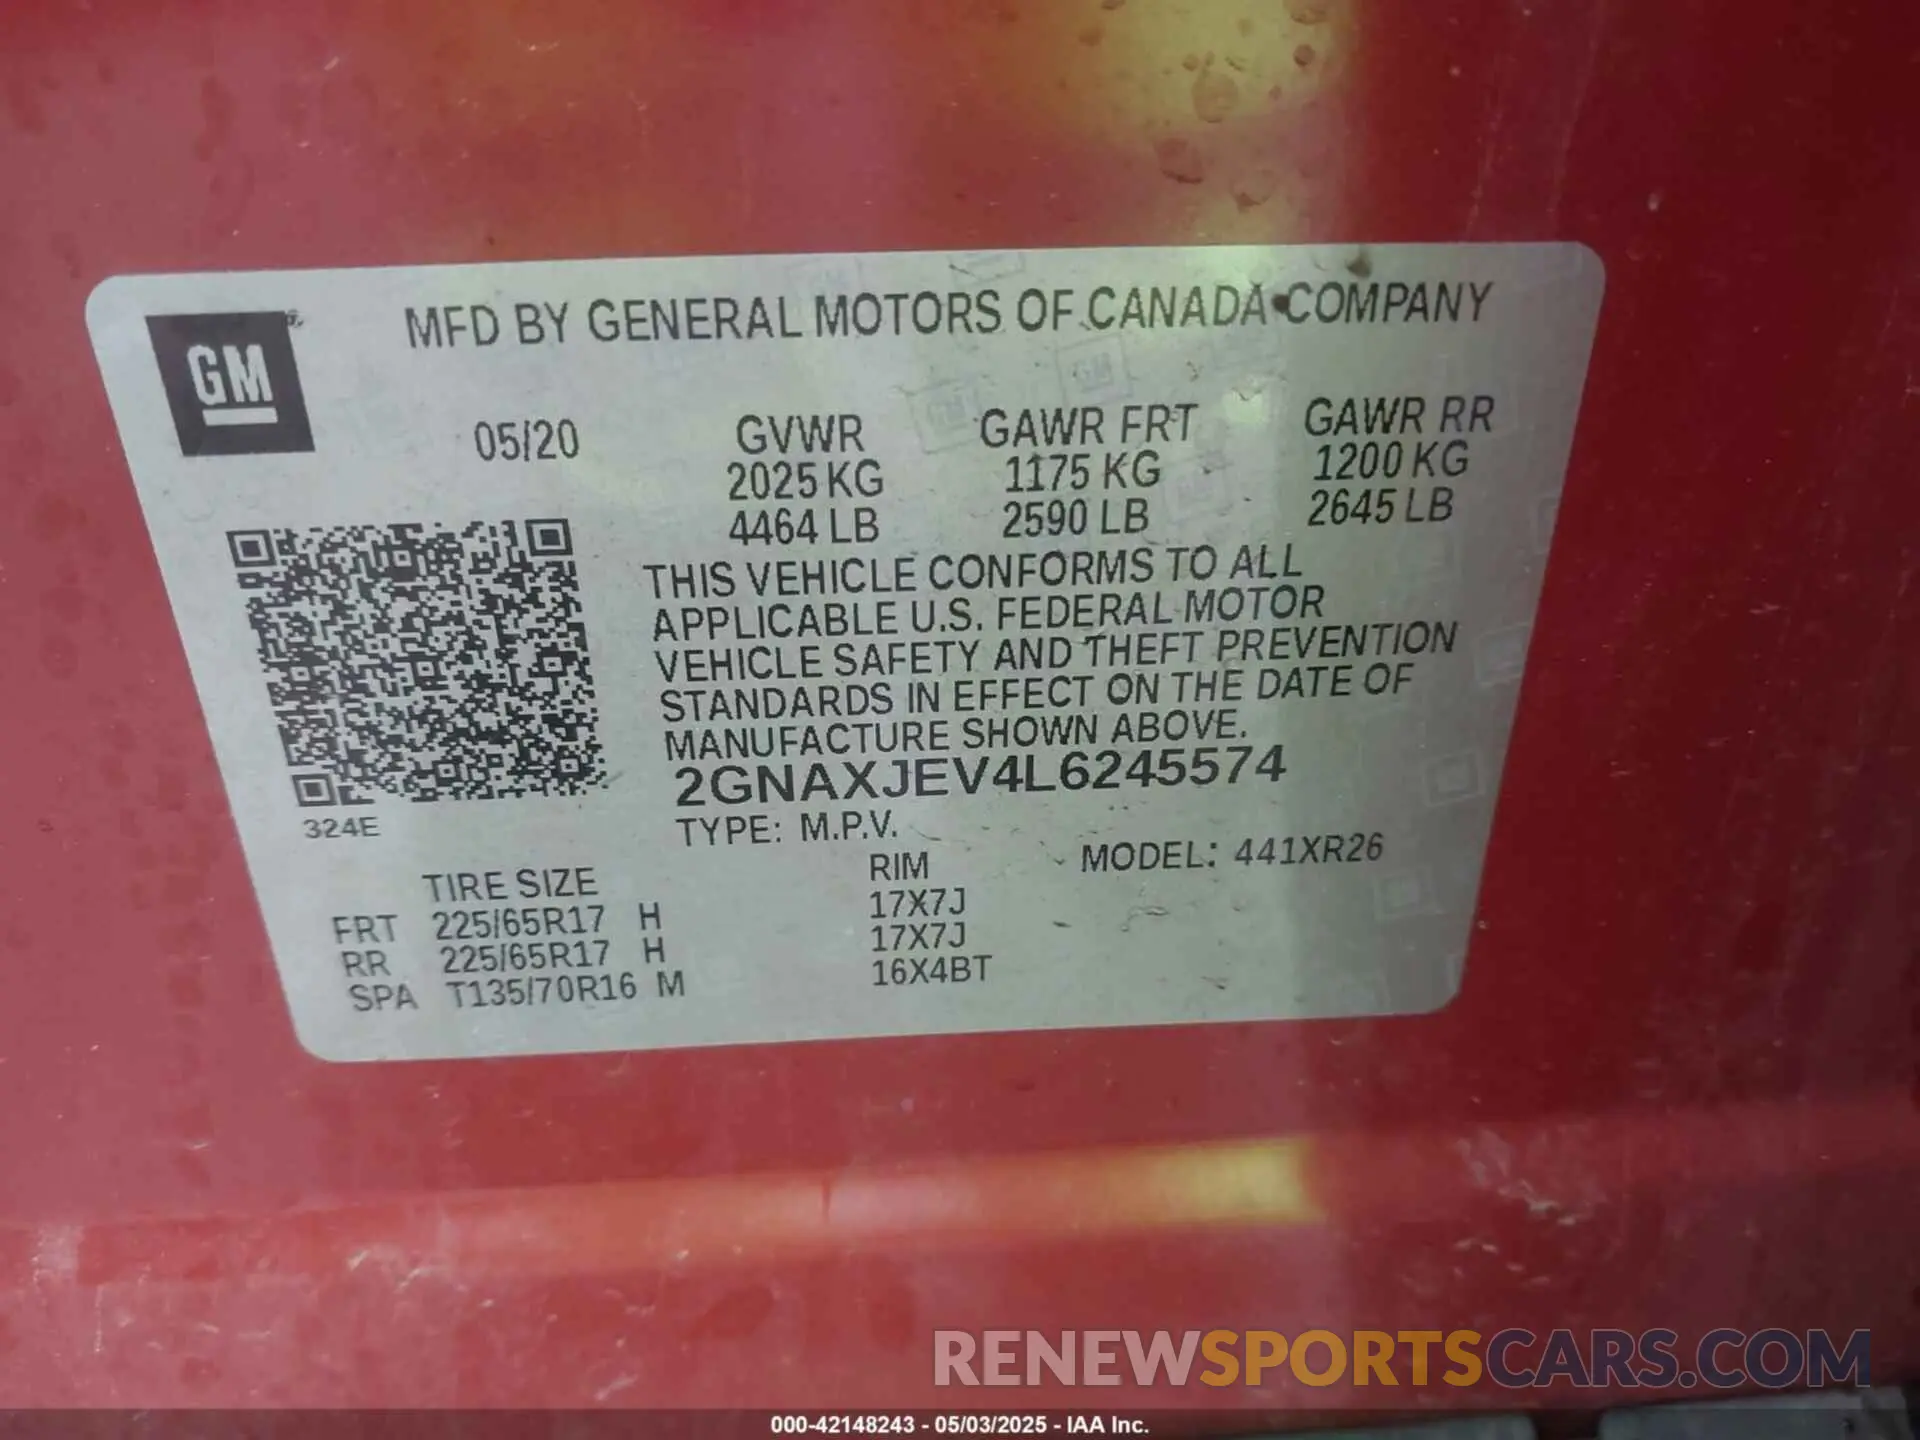 MFD BY GENERAL MOTORS OF CANADA COMPANY
GM
05/20 GVWR GAWR FRT GAWR RR
2025 KG 1175 KG 1200 KG
4464 LB 2590 LB 2645 LB
THIS VEHICLE CONFORMS TO ALL
APPLICABLE U.S. FEDERAL MOTOR
VEHICLE SAFETY AND THEFT PREVENTION
STANDARDS IN EFFECT ON THE DATE OF
MANUFACTURE SHOWN ABOVE.
2GNAXJEV4L6245574
324E
TYPE: M.P.V.
MODEL: 441XR26
TIRE SIZE RIM
FRT 225/65R17 H 17X7J
RR 225/65R17 H 17X7J
SPA T135/70R16 M 16X4BT
RENEWSPORTSCARS.COM
000-42148243 - 05/03/2025 - IAA Inc.